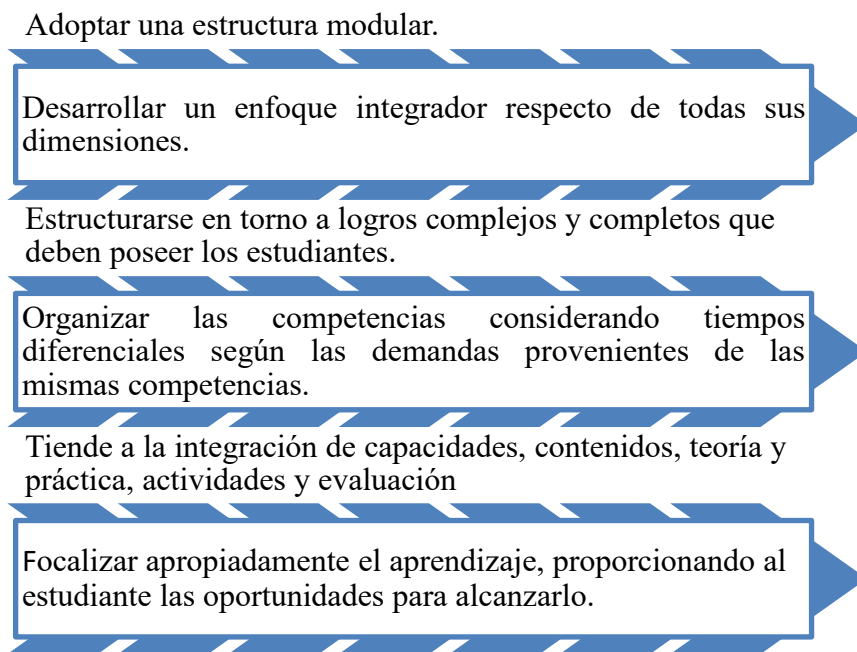 Adoptar una estructura modular.
Desarrollar un enfoque integrador respecto de todas sus
dimensiones.
Estructurarse en torno a logros complejos y completos que
deben poseer los estudiantes.
Organizar las competencias considerando tiempos
diferenciales según las demandas provenientes de las
mismas competencias.
Tiende a la integración de capacidades, contenidos, teoría y
práctica, actividades y evaluación
Focalizar apropiadamente el aprendizaje, proporcionando al
estudiante las oportunidades para alcanzarlo.